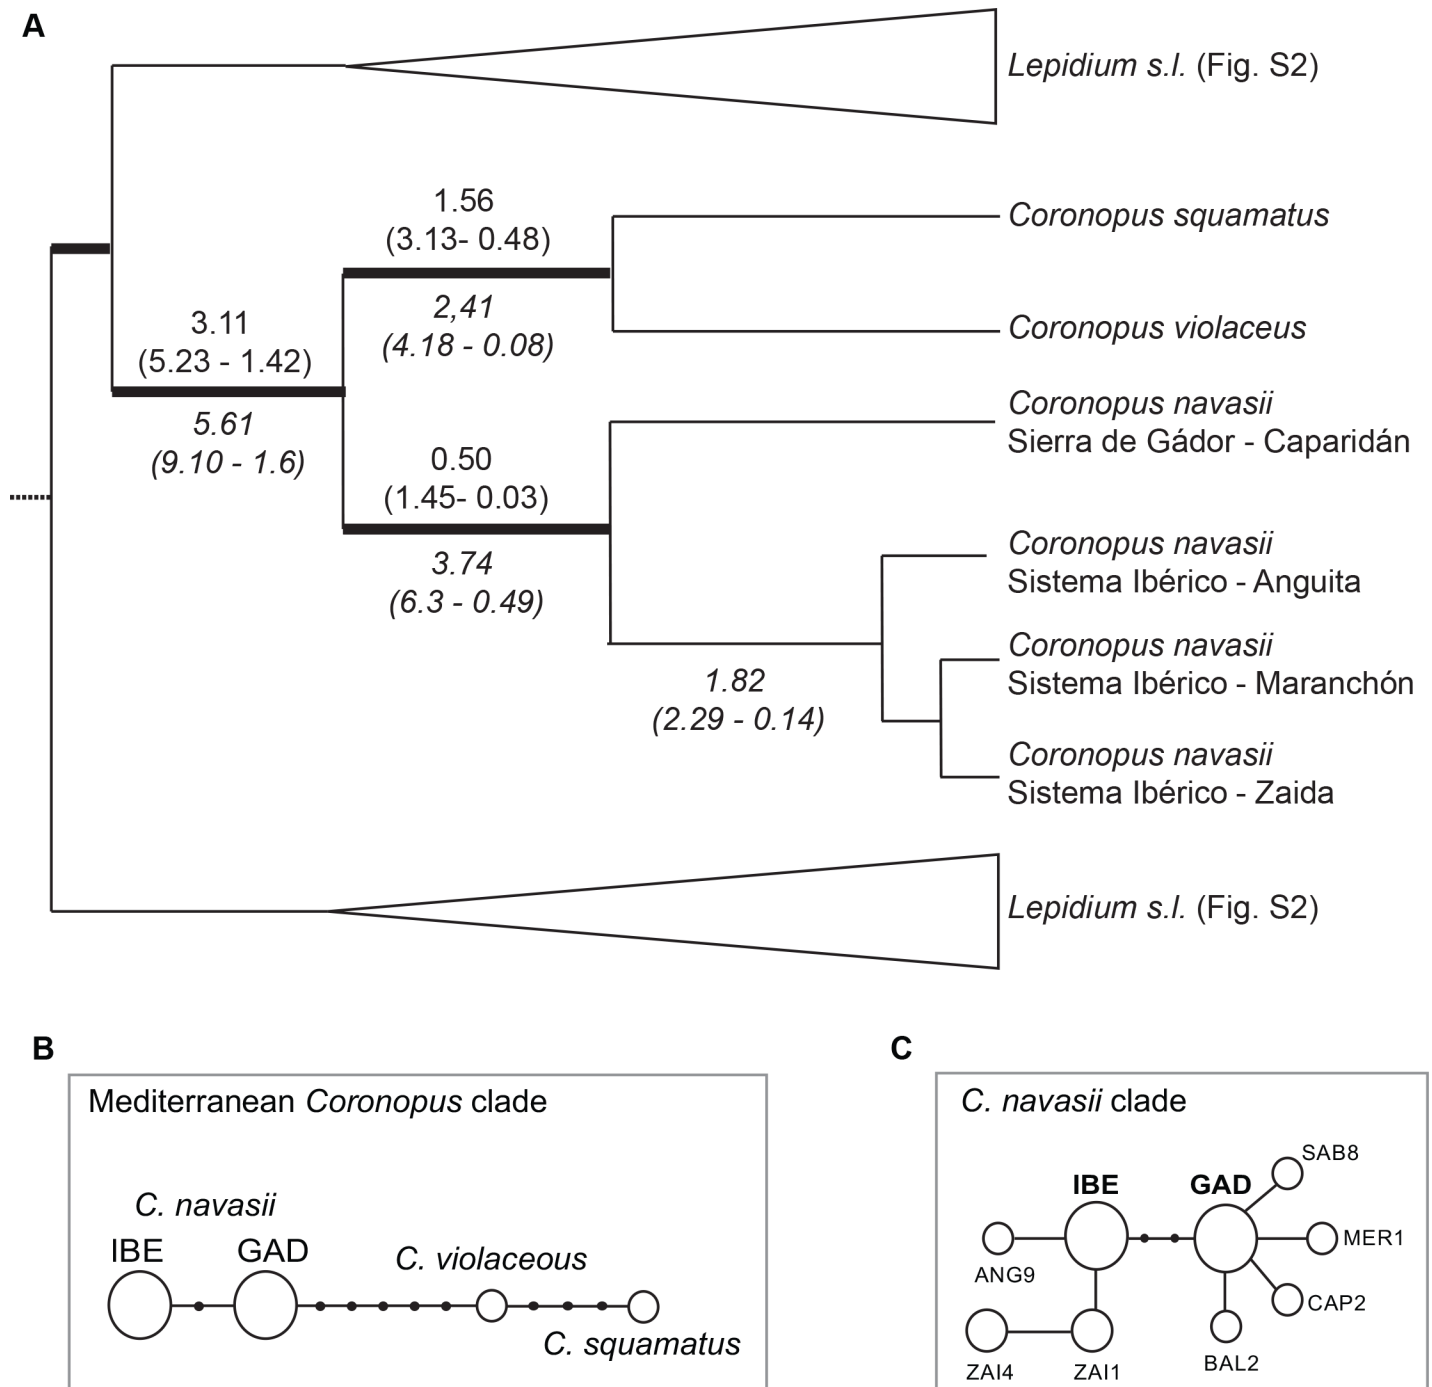 A
Lepidium s.l. (Fig. S2)
1.56
(3.13- 0.48)
Coronopus squamatus
2,41
(4.18 - 0.08)
Coronopus violaceus
3.11
(5.23 - 1.42)
5.61
(9.10 - 1.6)
Coronopus navasii
Sierra de Gádor - Caparidán
0.50
(1.45- 0.03)
3.74
(6.3 - 0.49)
Coronopus navasii
Sistema Ibérico - Anguita
1.82
(2.29 - 0.14)
Coronopus navasii
Sistema Ibérico - Maranchón
Coronopus navasii
Sistema Ibérico - Zaida
Lepidium s.l. (Fig. S2)
B
Mediterranean Coronopus clade
C. navasii
IBE GAD
C. violaceous
C. squamatus
C
C. navasii clade
SAB8
IBE GAD
MER1
ANG9
CAP2
BAL2
ZAI4 ZAI1